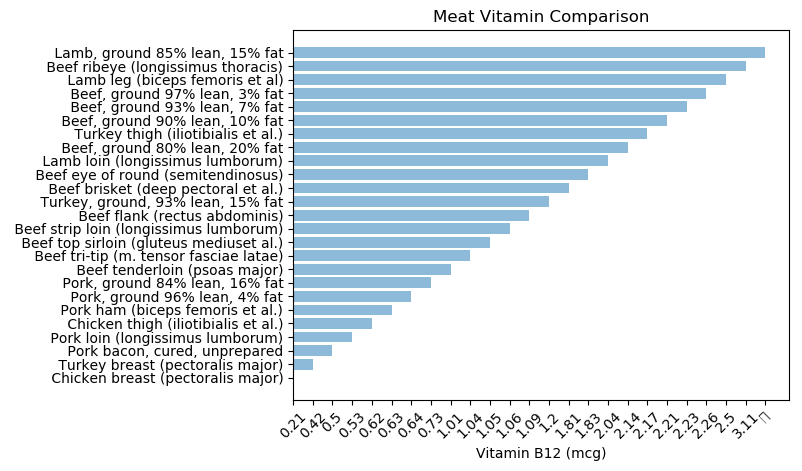 Meat Vitamin Comparison
Lamb, ground 85% lean, 15% fat
Beef ribeye (longissimus thoracis)
Lamb leg (biceps femoris et al)
Beef, ground 97% lean, 3% fat
Beef, ground 93% lean, 7% fat
Beef, ground 90% lean, 10% fat
Turkey thigh (iliotibialis et al.)
Beef, ground 80% lean, 20% fat
Lamb loin (longissimus lumborum)
Beef eye of round (semitendinosus)
Beef brisket (deep pectoral et al.)
Turkey, ground, 93% lean, 15% fat
Beef flank (rectus abdominis)
Beef strip loin (longissimus lumborum)
Beef top sirloin (gluteus mediuset al.)
Beef tri-tip (m. tensor fasciae latae)
Beef tenderloin (psoas major)
Pork, ground 84% lean, 16% fat
Pork, ground 96% lean, 4% fat
Pork ham (biceps femoris et al.)
Chicken thigh (iliotibialis et al.)
Pork loin (longissimus lumborum)
Pork bacon, cured, unprepared
Turkey breast (pectoralis major)
Chicken breast (pectoralis major)
0.21 0.42 0.5 0.53 0.62 0.63 0.64 0.73 1.01 1.04 1.05 1.06 1.09 1.2 1.81 1.83 2.04 2.14 2.17 2.21 2.23 2.26 2.5 3.11
Vitamin B12 (mcg)